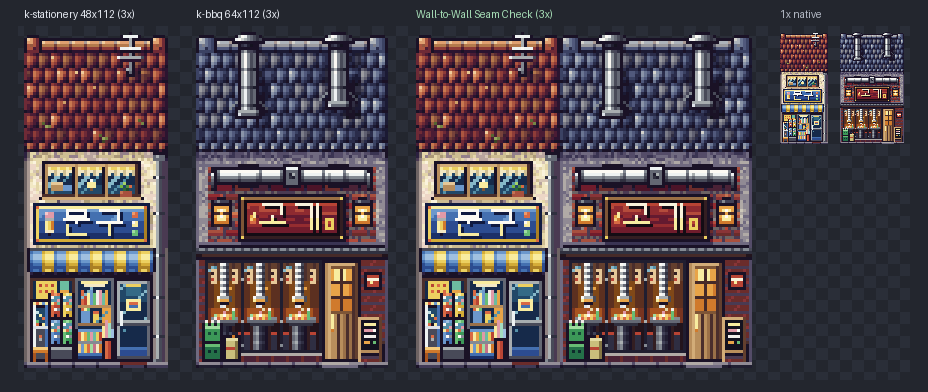 k-stationery 48x112 (3x)
k-bbq 64x112 (3x)
Wall-to-Wall Seam Check (3x)
1x native
문구
고기
문구
고기